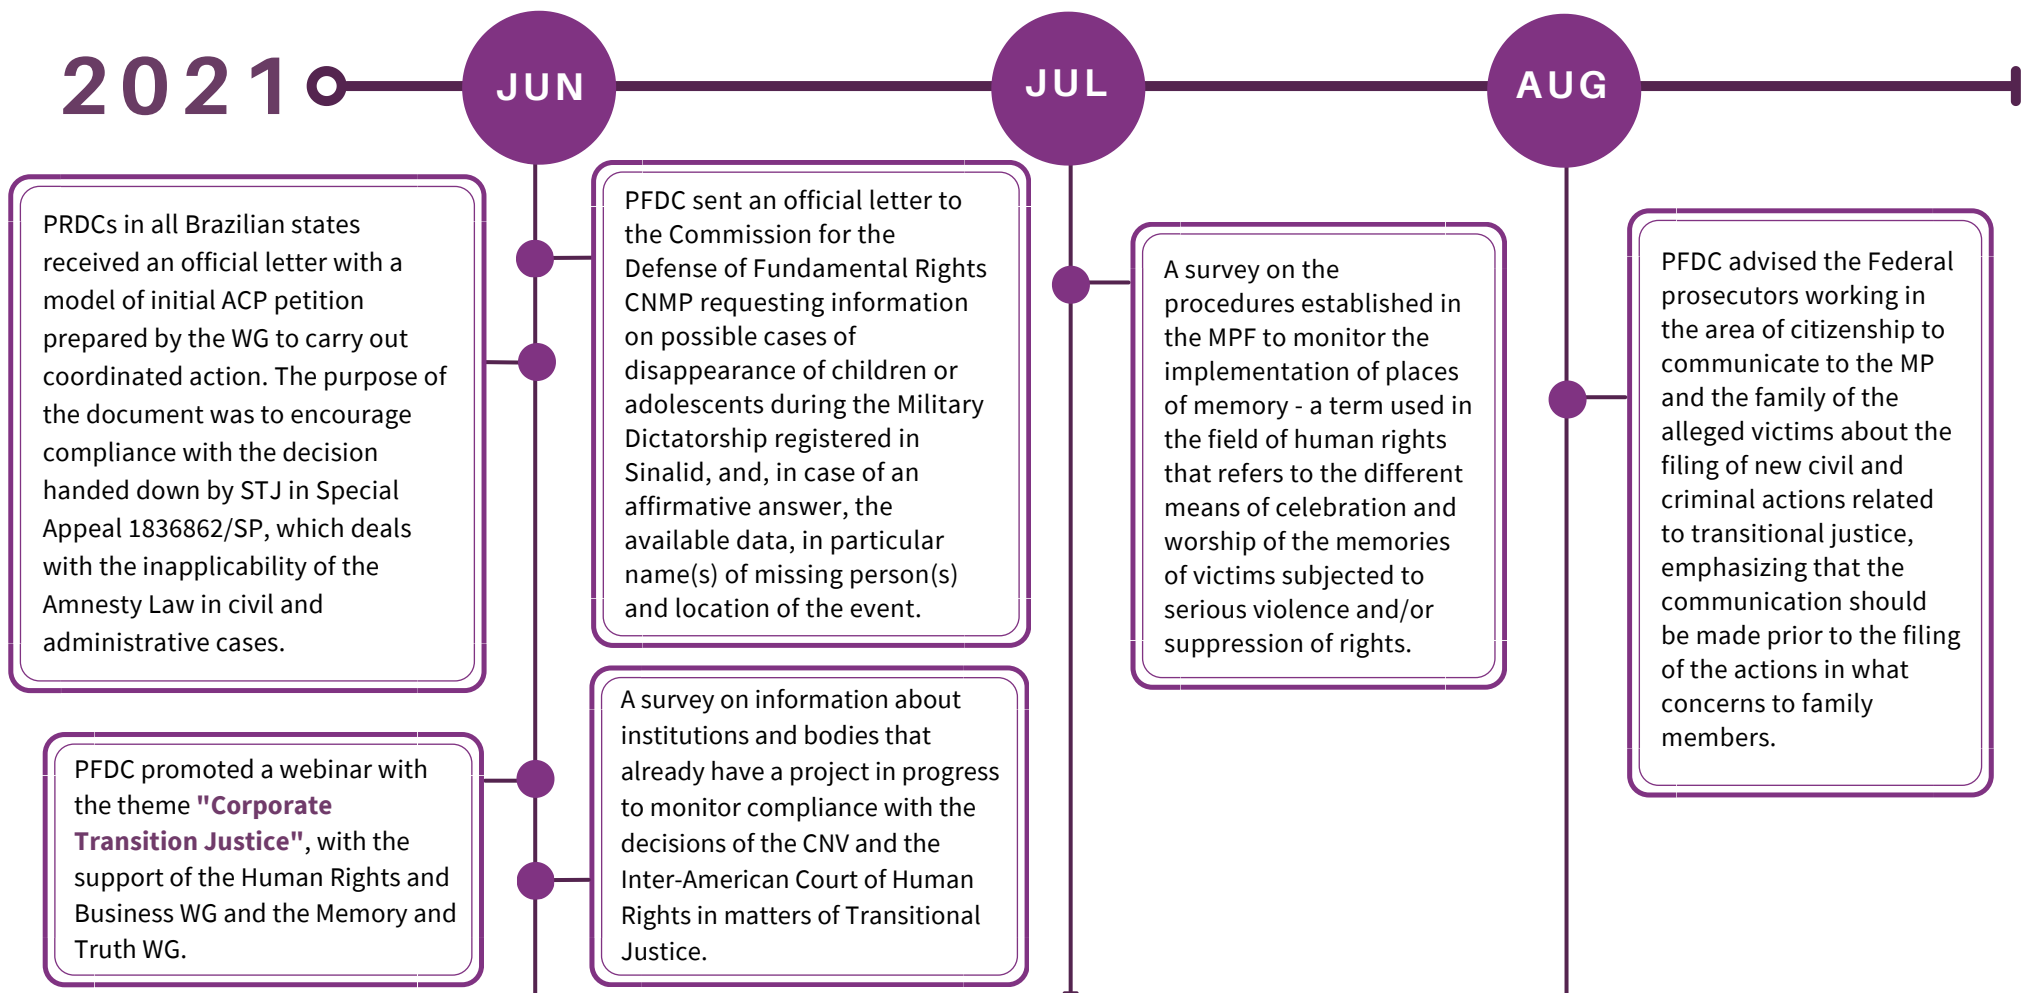 2021
JUN
JUL
AUG
PRDCs in all Brazilian states
received an official letter with a
model of initial ACP petition
prepared by the WG to carry out
coordinated action. The purpose of
the document was to encourage
compliance with the decision
handed down by STJ in Special
Appeal 1836862/SP, which deals
with the inapplicability of the
Amnesty Law in civil and
administrative cases.
PFDC sent an official letter to
the Commission for the
Defense of Fundamental Rights
CNMP requesting information
on possible cases of
disappearance of children or
adolescents during the Military
Dictatorship registered in
Sinalid, and, in case of an
affirmative answer, the
available data, in particular
name(s) of missing person(s)
and location of the event.
PFDC promoted a webinar with
the theme "Corporate
Transition Justice", with the
support of the Human Rights and
Business WG and the Memory and
Truth WG.
A survey on information about
institutions and bodies that
already have a project in progress
to monitor compliance with the
decisions of the CNV and the
Inter-American Court of Human
Rights in matters of Transitional
Justice.
A survey on the
procedures established in
the MPF to monitor the
implementation of places
of memory - a term used in
the field of human rights
that refers to the different
means of celebration and
worship of the memories
of victims subjected to
serious violence and/or
suppression of rights.
PFDC advised the Federal
prosecutors working in
the area of citizenship to
communicate to the MP
and the family of the
alleged victims about the
filing of new civil and
criminal actions related
to transitional justice,
emphasizing that the
communication should
be made prior to the filing
of the actions in what
concerns to family
members.